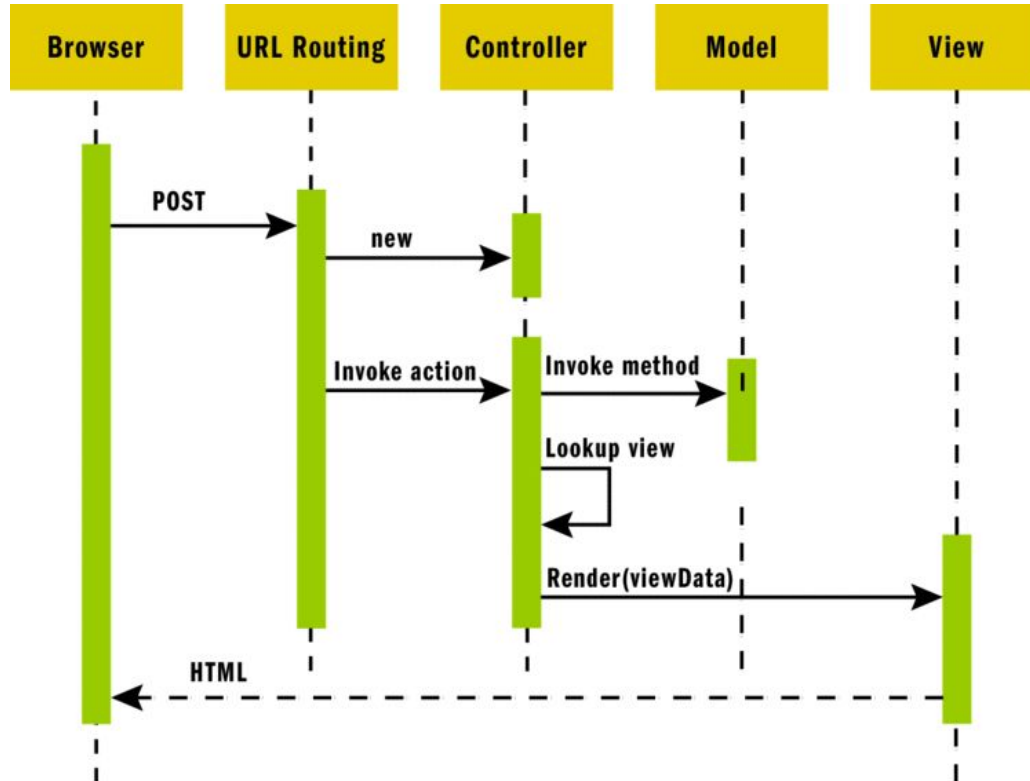 Browser
URL Routing
Controller
Model
View
POST
new
Invoke action
Invoke method
Lookup view
Render(viewData)
HTML